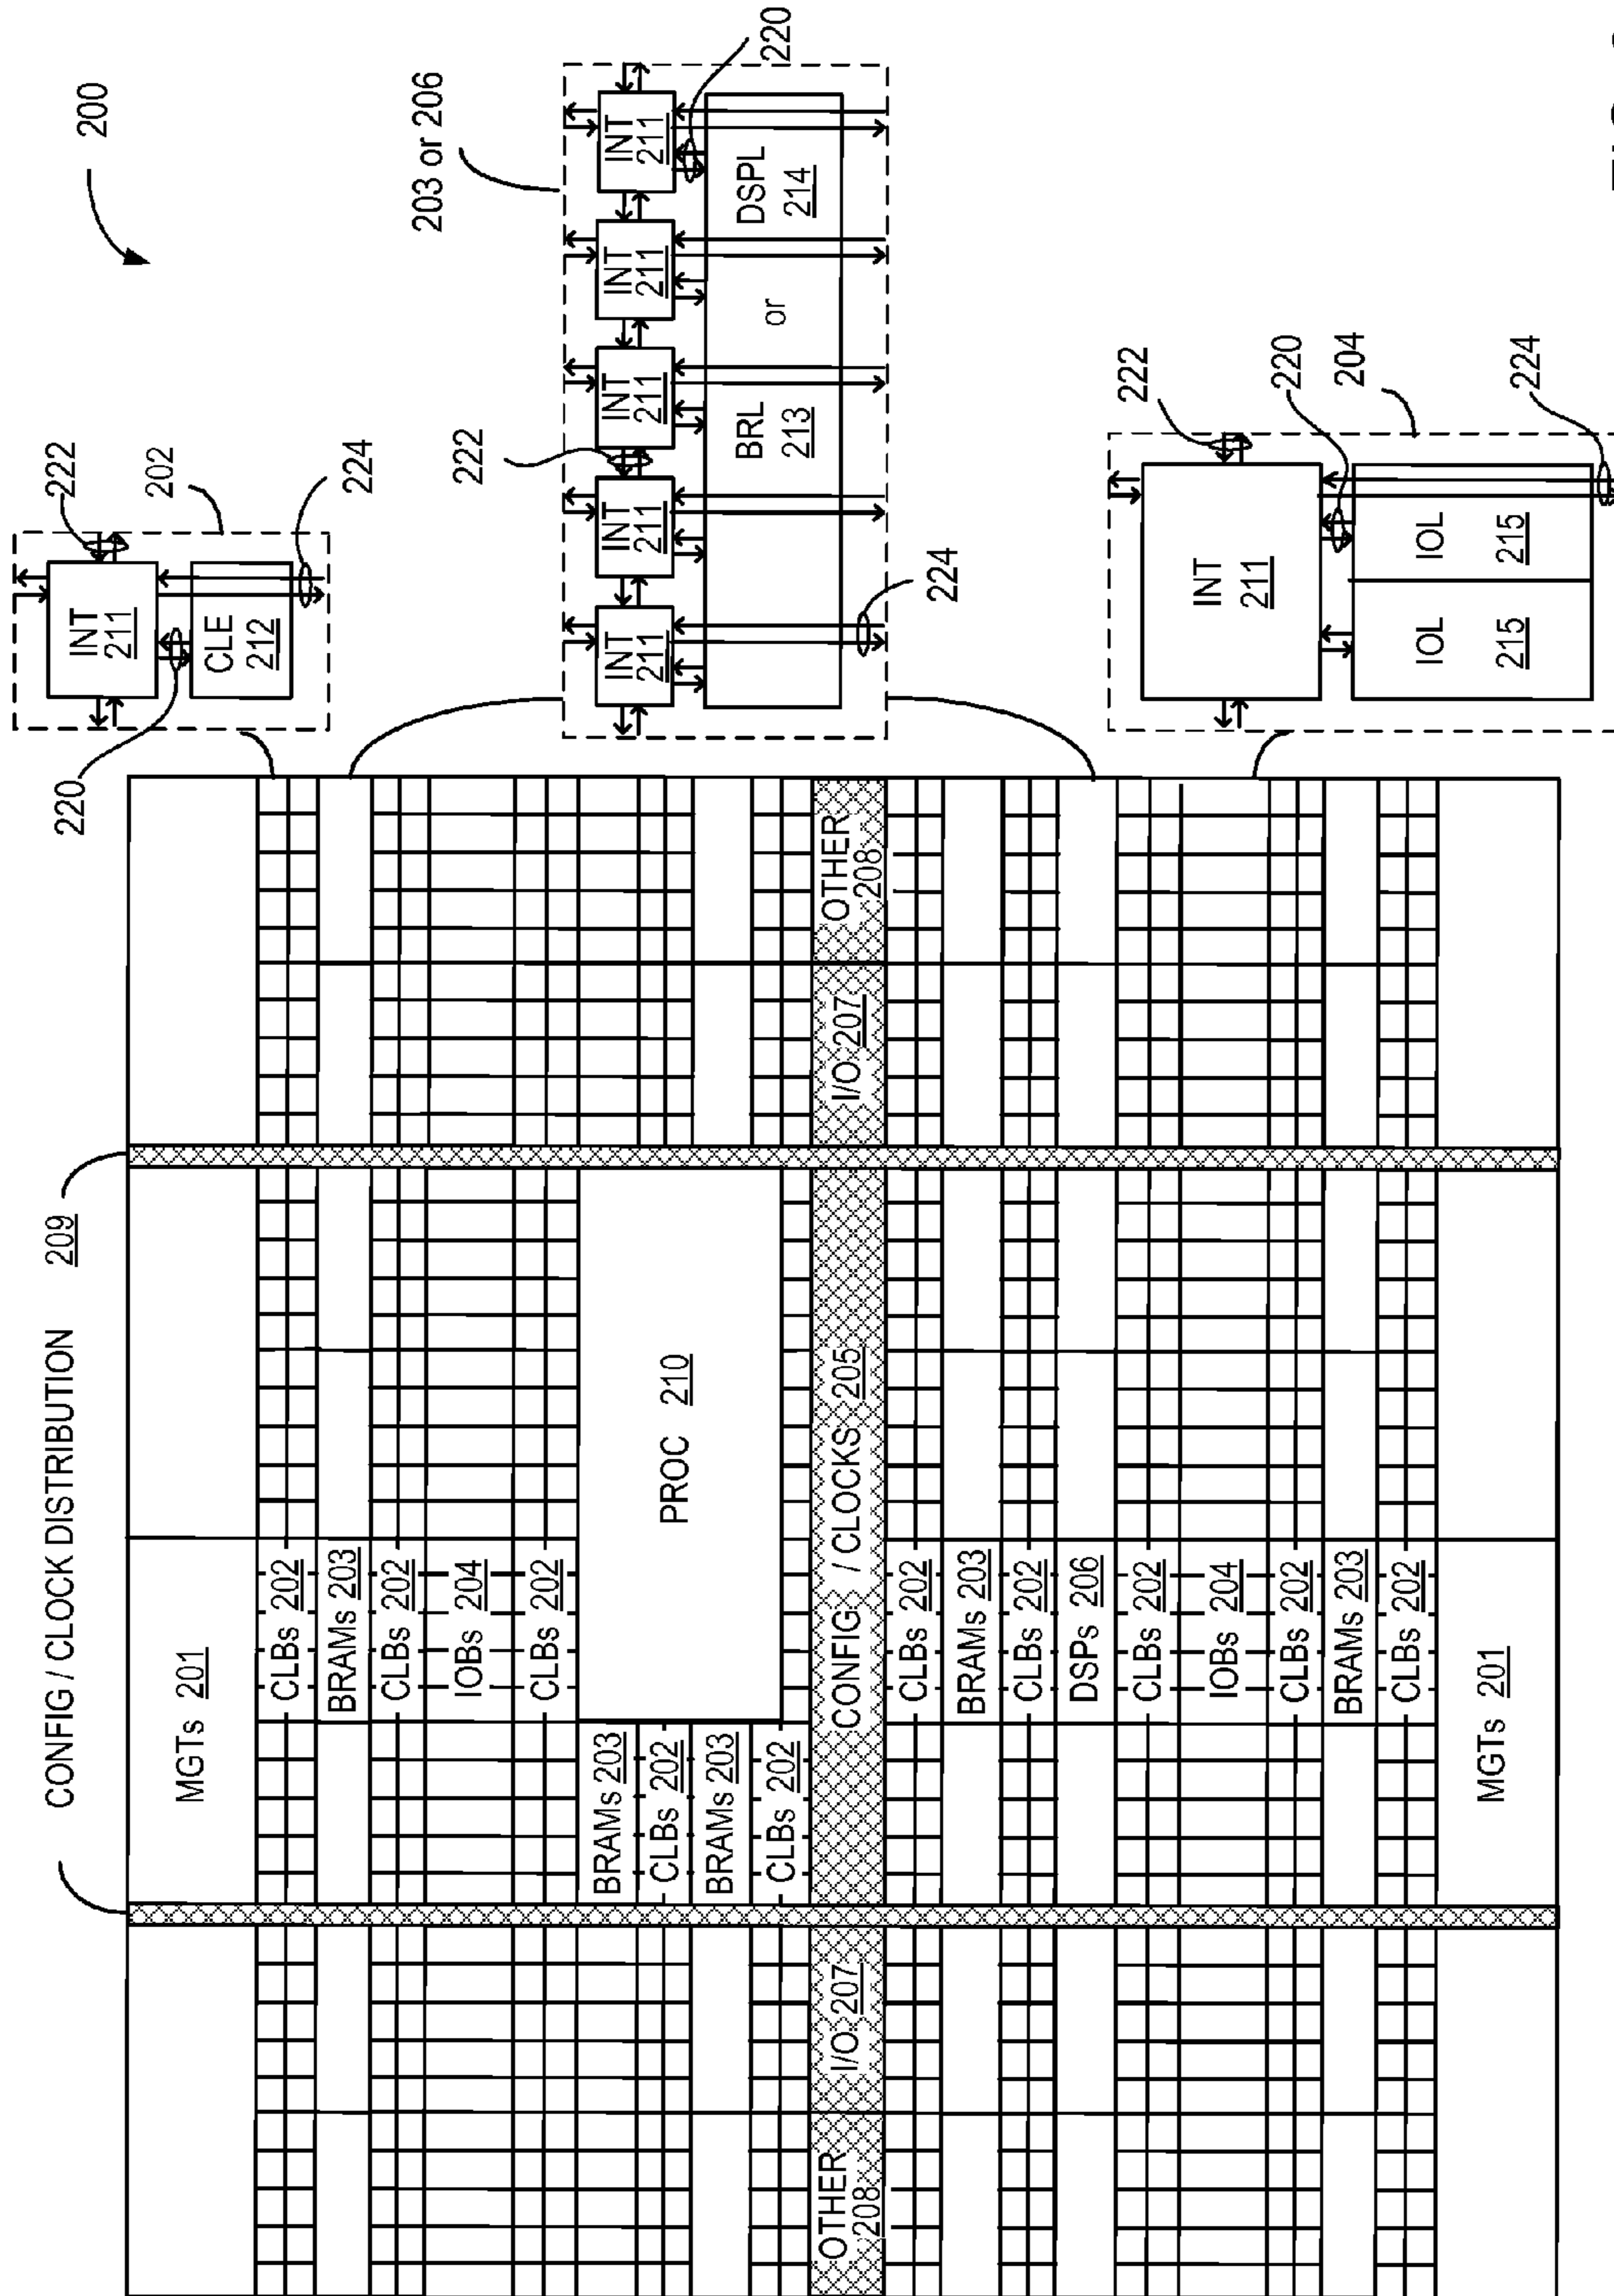 CONFIG / CLOCK DISTRIBUTION 209
200
MGTs 201
CLBs 202
BRAMs 203
CLBs 202
IOBs 204
CLBs 202
BRAMs 203
CLBs 202
BRAMs 203
CLBs 202
PROC 210
OTHER
208
I/O 207
CONFIG / CLOCKS 205
I/O 207
OTHER
208
CLBs 202
BRAMs 203
CLBs 202
DSPs 206
CLBs 202
IOBs 204
CLBs 202
BRAMs 203
CLBs 202
MGTs 201
220
222
INT
211
202
CLE
212
224
203 or 206
222
INT
211
INT
211
INT
211
INT
211
INT
211
220
BRL
213
or
DSPL
214
224
222
INT
211
220
204
IOL
215
IOL
215
224